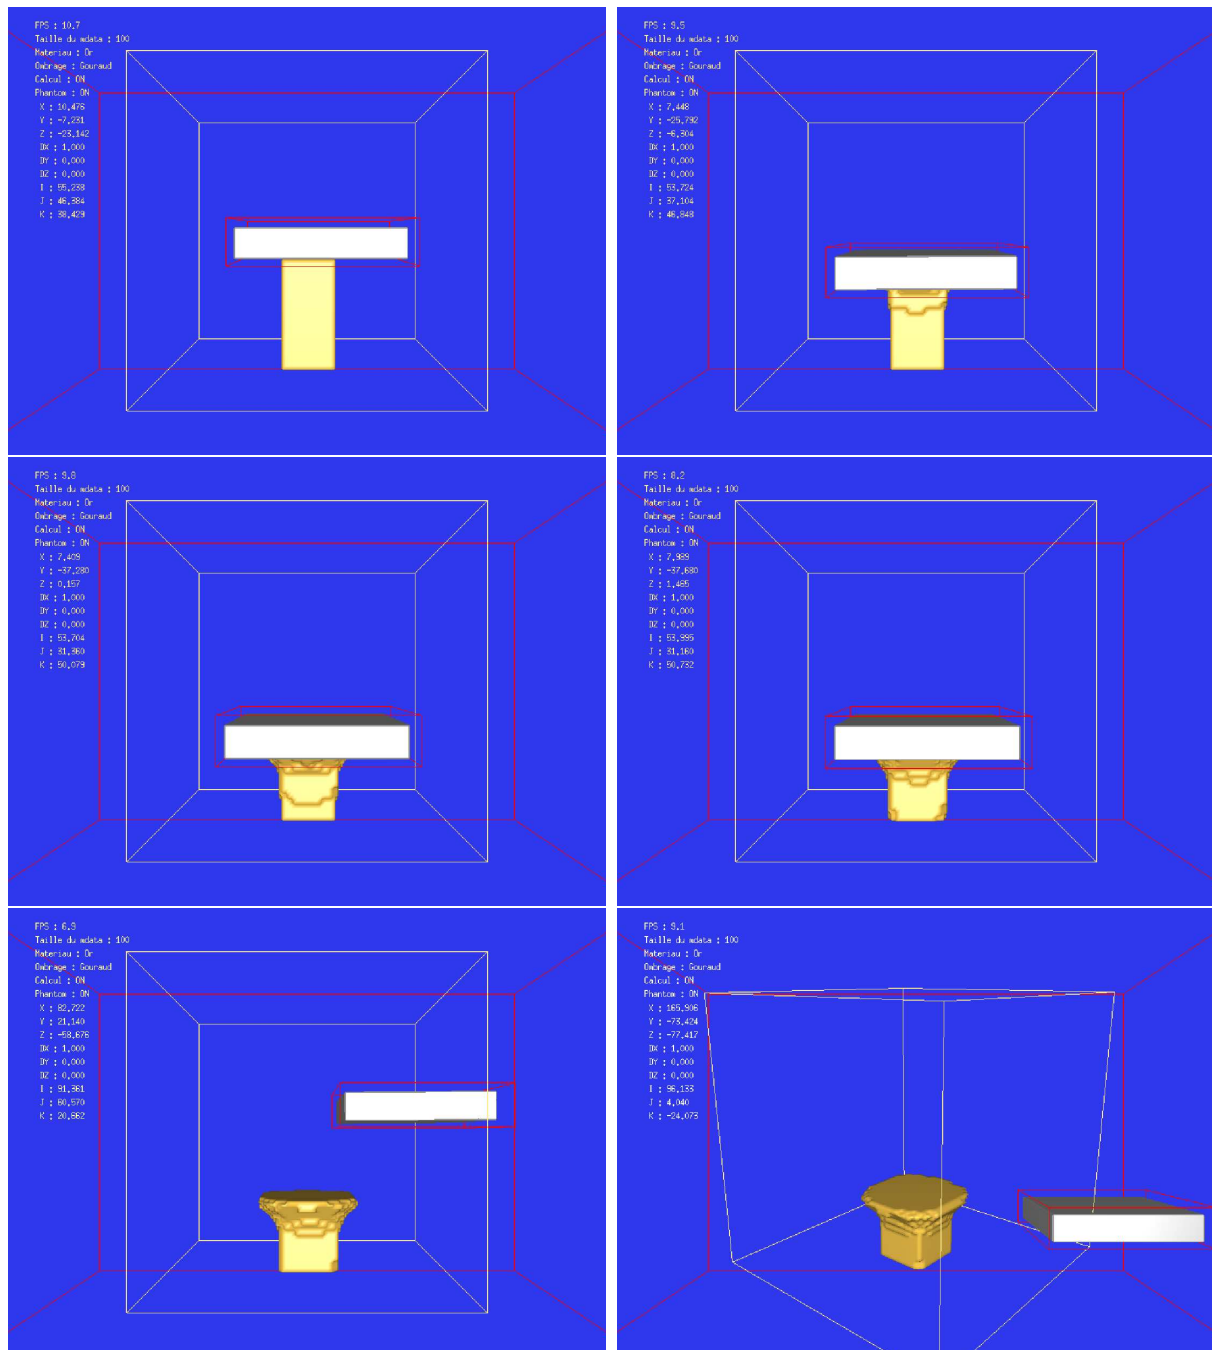 FPS : 10.7
Taille du mdata : 100
Materiau : Or
Ombrage : Gouraud
Calcul : ON
Phantom : ON
X : 10,476
Y : -7,231
Z : -23,142
DX : 1,000
DY : 0,000
DZ : 0,000
I : 55,238
J : 46,384
K : 38,429
FPS : 9.5
Taille du mdata : 100
Materiau : Or
Ombrage : Gouraud
Calcul : ON
Phantom : ON
X : 7,448
Y : -25,792
Z : -6,304
DX : 1,000
DY : 0,000
DZ : 0,000
I : 53,724
J : 37,104
K : 46,848
FPS : 9.8
Taille du mdata : 100
Materiau : Or
Ombrage : Gouraud
Calcul : ON
Phantom : ON
X : 7,409
Y : -37,280
Z : 0,157
DX : 1,000
DY : 0,000
DZ : 0,000
I : 53,704
J : 31,360
K : 50,079
FPS : 8.2
Taille du mdata : 100
Materiau : Or
Ombrage : Gouraud
Calcul : ON
Phantom : ON
X : 7,989
Y : -37,680
Z : 1,465
DX : 1,000
DY : 0,000
DZ : 0,000
I : 53,995
J : 31,160
K : 50,732
FPS : 6.9
Taille du mdata : 100
Materiau : Or
Ombrage : Gouraud
Calcul : ON
Phantom : ON
X : 82,722
Y : 21,140
Z : -58,676
DX : 1,000
DY : 0,000
DZ : 0,000
I : 91,361
J : 60,570
K : 20,662
FPS : 9.1
Taille du mdata : 100
Materiau : Or
Ombrage : Gouraud
Calcul : ON
Phantom : ON
X : 165,906
Y : -73,424
Z : -77,417
DX : 1,000
DY : 0,000
DZ : 0,000
I : 96,133
J : 4,040
K : -24,073